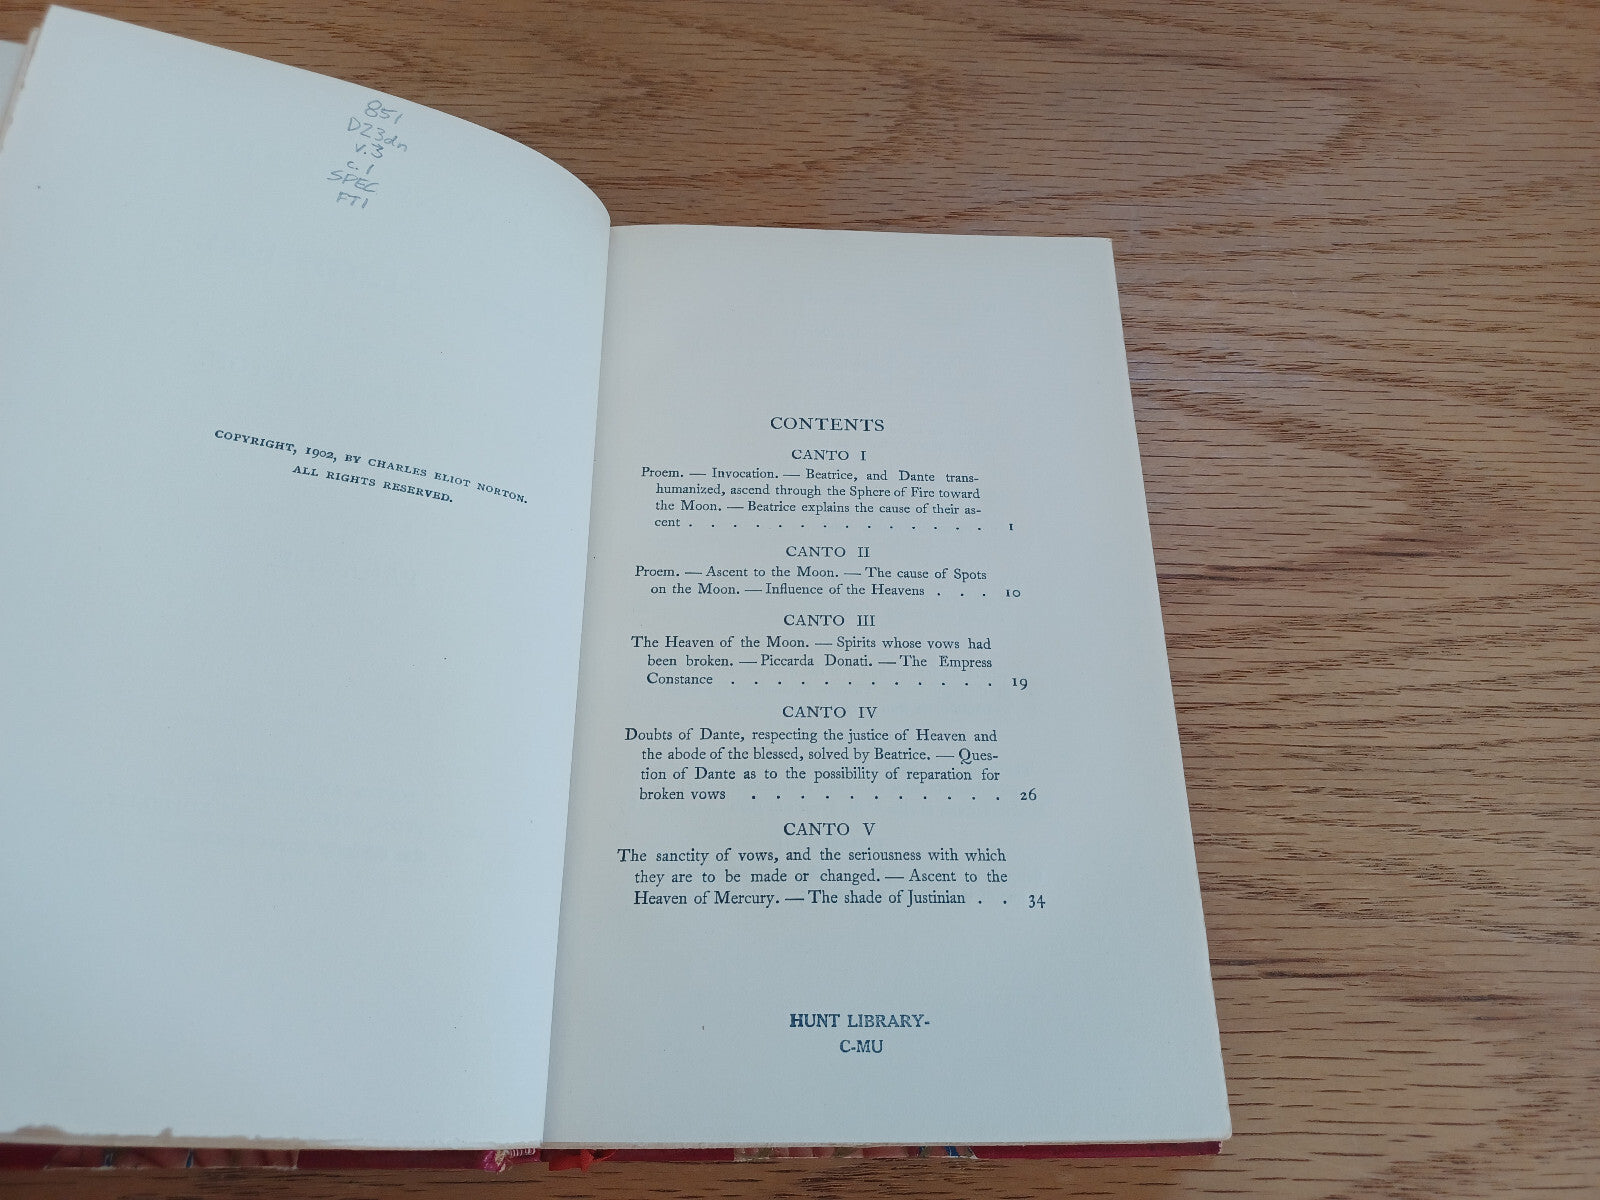 851
D23dn
v.3
c.1
SPEC
FT1
COPYRIGHT, 1902, BY CHARLES ELIOT NORTON.
ALL RIGHTS RESERVED.
CONTENTS
CANTO I
Proem. — Invocation. — Beatrice, and Dante trans-
humanized, ascend through the Sphere of Fire toward
the Moon. — Beatrice explains the cause of their as-
cent . . . . . . . . . . . . . . 1
CANTO II
Proem. — Ascent to the Moon. — The cause of Spots
on the Moon. — Influence of the Heavens . . . 10
CANTO III
The Heaven of the Moon. — Spirits whose vows had
been broken. — Piccarda Donati. — The Empress
Constance . . . . . . . . . . . . 19
CANTO IV
Doubts of Dante, respecting the justice of Heaven and
the abode of the blessed, solved by Beatrice. — Ques-
tion of Dante as to the possibility of reparation for
broken vows . . . . . . . . . . . 26
CANTO V
The sanctity of vows, and the seriousness with which
they are to be made or changed. — Ascent to the
Heaven of Mercury. — The shade of Justinian . . 34
HUNT LIBRARY-
C-MU